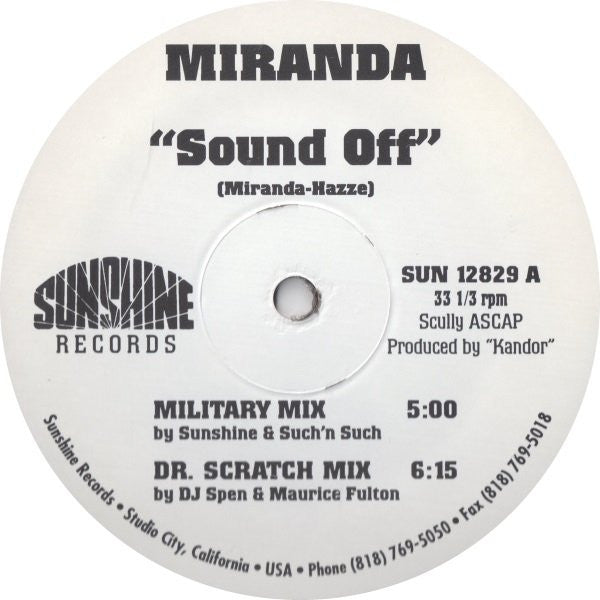 MIRANDA
“Sound Off”
(Miranda-Hazze)
SUNSHINE
RECORDS
SUN 12829 A
33 1/3 rpm
Scully ASCAP
Produced by “Kandor”
MILITARY MIX 5:00
by Sunshine & Such’n Such
DR. SCRATCH MIX 6:15
by DJ Spen & Maurice Fulton
Sunshine Records • Studio City, California • USA • Phone (818) 769-5050 • Fax (818) 769-5018